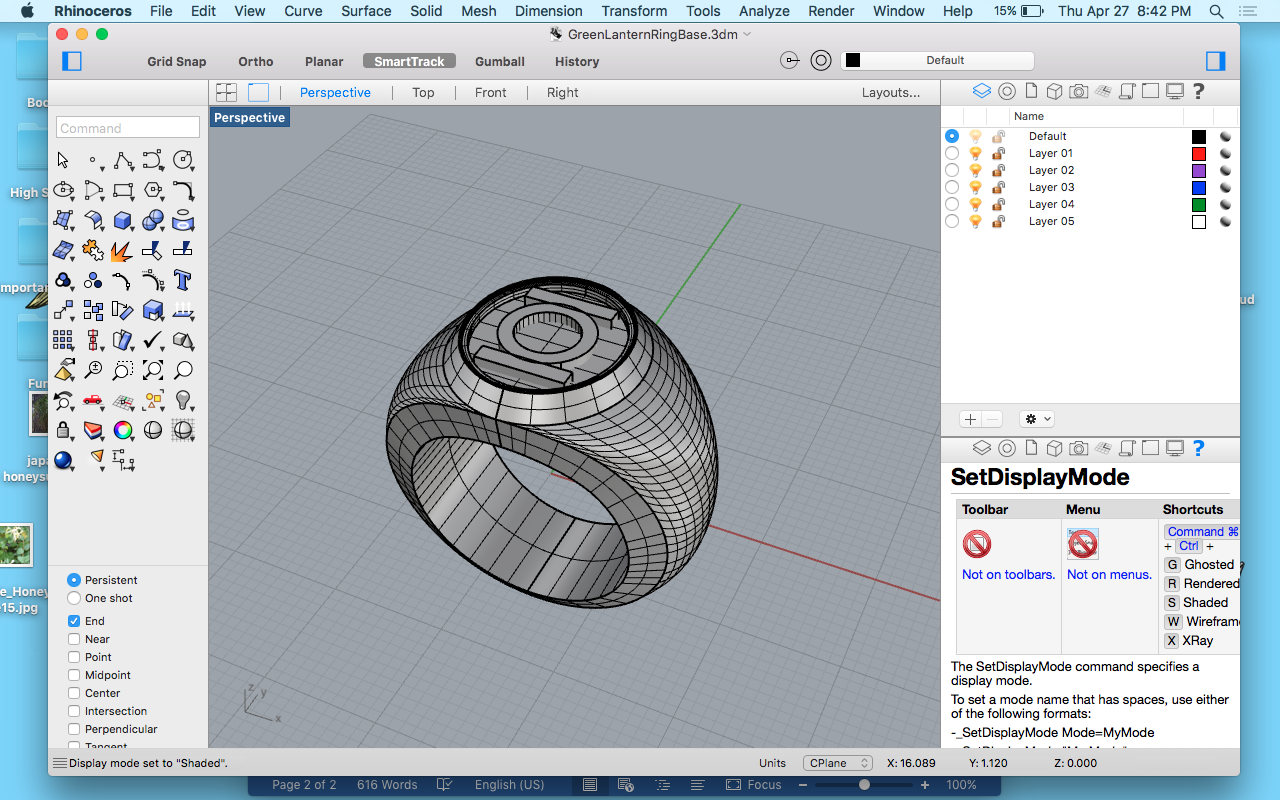 Rhinoceros File Edit View Curve Surface Solid Mesh Dimension Transform Tools Analyze Render Window Help 15% Thu Apr 27 8:42 PM
GreenLanternRingBase.3dm
Grid Snap Ortho Planar SmartTrack Gumball History Default
Perspective Top Front Right Layouts...
Perspective
Command
Name
Default
Layer 01
Layer 02
Layer 03
Layer 04
Layer 05
Boo
High S
mportan
Fun
japa
honeysu
e_Honey
15.jpg
ud
z y x
SetDisplayMode
Toolbar Menu Shortcuts
Not on toolbars. Not on menus.
Command ⌘
+ Ctrl +
G Ghosted
R Rendered
S Shaded
W Wireframe
X XRay
The SetDisplayMode command specifies a
display mode.
To set a mode name that has spaces, use either
of the following formats:
-_SetDisplayMode Mode=MyMode
Persistent
One shot
End
Near
Point
Midpoint
Center
Intersection
Perpendicular
Tangent
Display mode set to "Shaded". Units CPlane X: 16.089 Y: 1.120 Z: 0.000
Page 2 of 2 616 Words English (US) Focus 100%